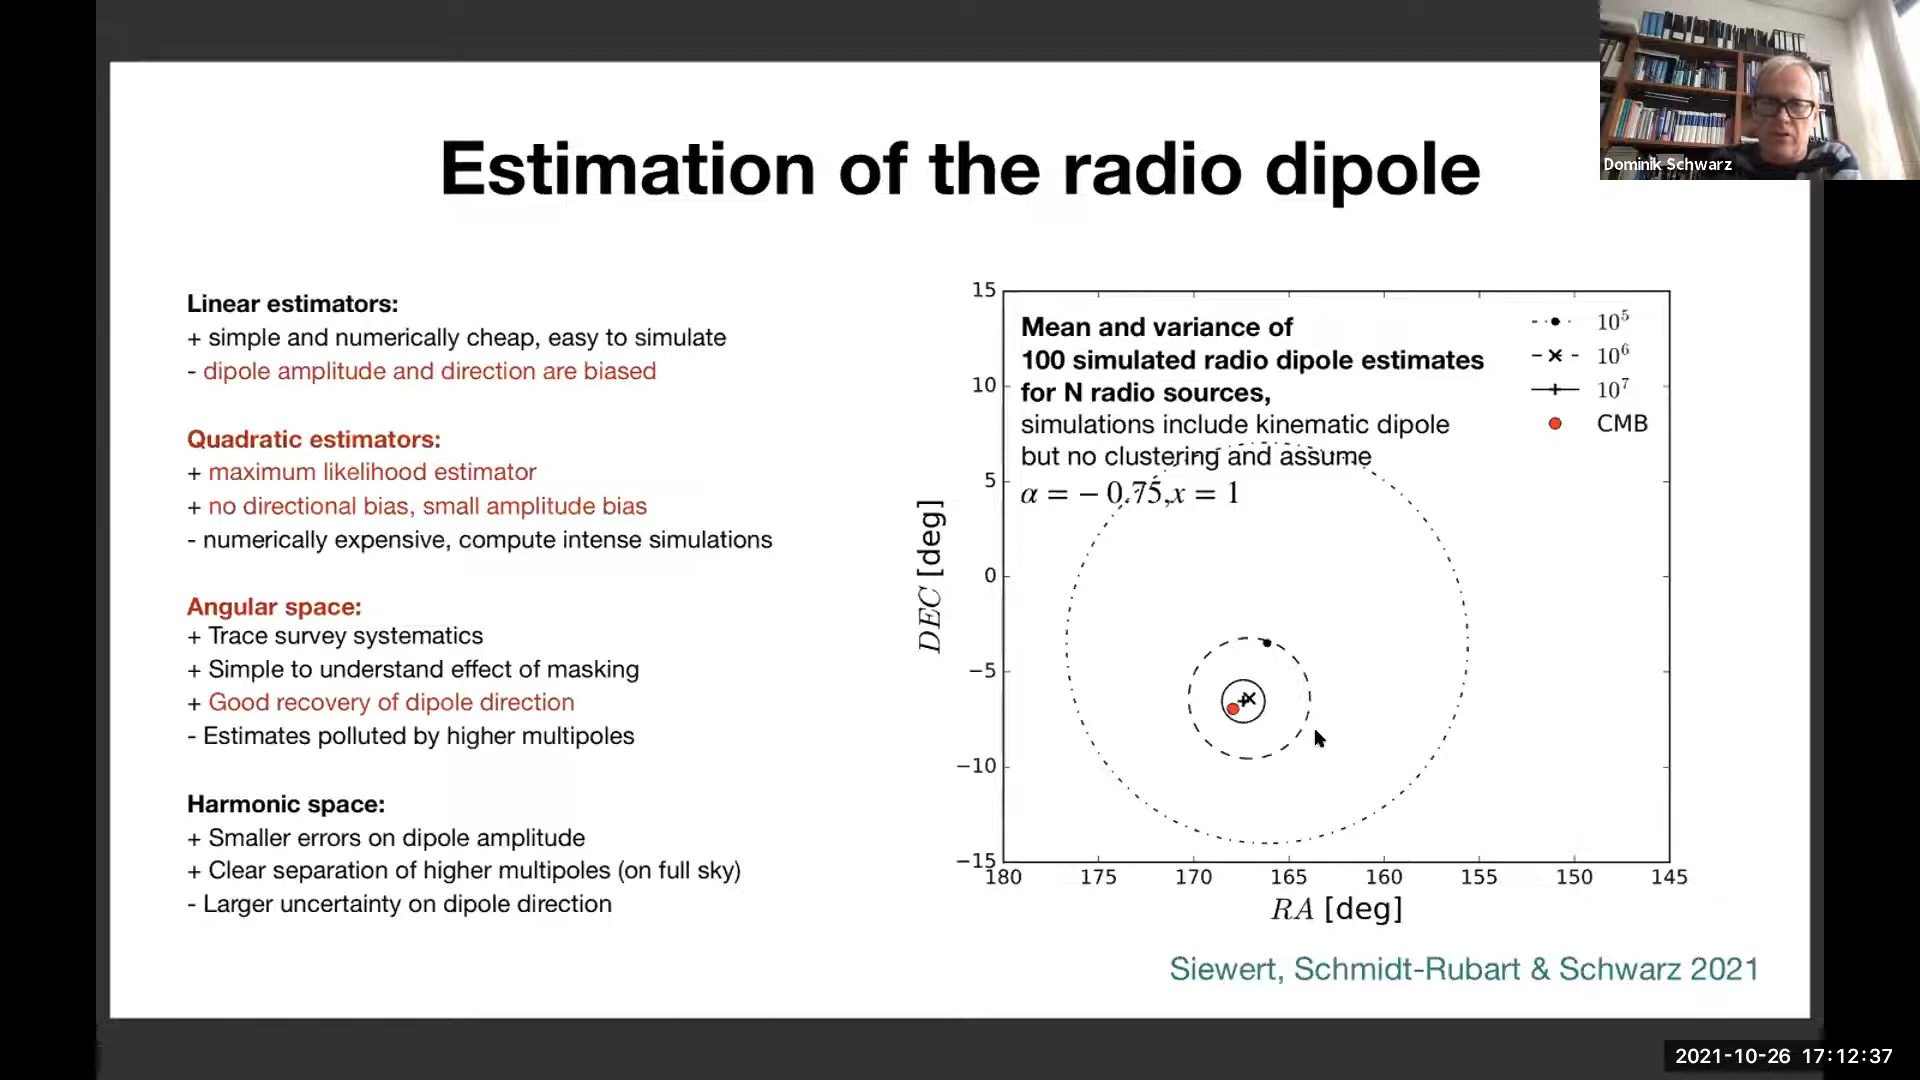 Dominik Schwarz
Estimation of the radio dipole
Linear estimators:
+ simple and numerically cheap, easy to simulate
- dipole amplitude and direction are biased
Quadratic estimators:
+ maximum likelihood estimator
+ no directional bias, small amplitude bias
- numerically expensive, compute intense simulations
Angular space:
+ Trace survey systematics
+ Simple to understand effect of masking
+ Good recovery of dipole direction
- Estimates polluted by higher multipoles
Harmonic space:
+ Smaller errors on dipole amplitude
+ Clear separation of higher multipoles (on full sky)
- Larger uncertainty on dipole direction
Mean and variance of
100 simulated radio dipole estimates
for N radio sources,
simulations include kinematic dipole
but no clustering and assume
α = − 0.75, x = 1
10⁵
10⁶
10⁷
CMB
15
10
5
0
−5
−10
−15
DEC [deg]
180 175 170 165 160 155 150 145
RA [deg]
Siewert, Schmidt-Rubart & Schwarz 2021
2021-10-26 17:12:37